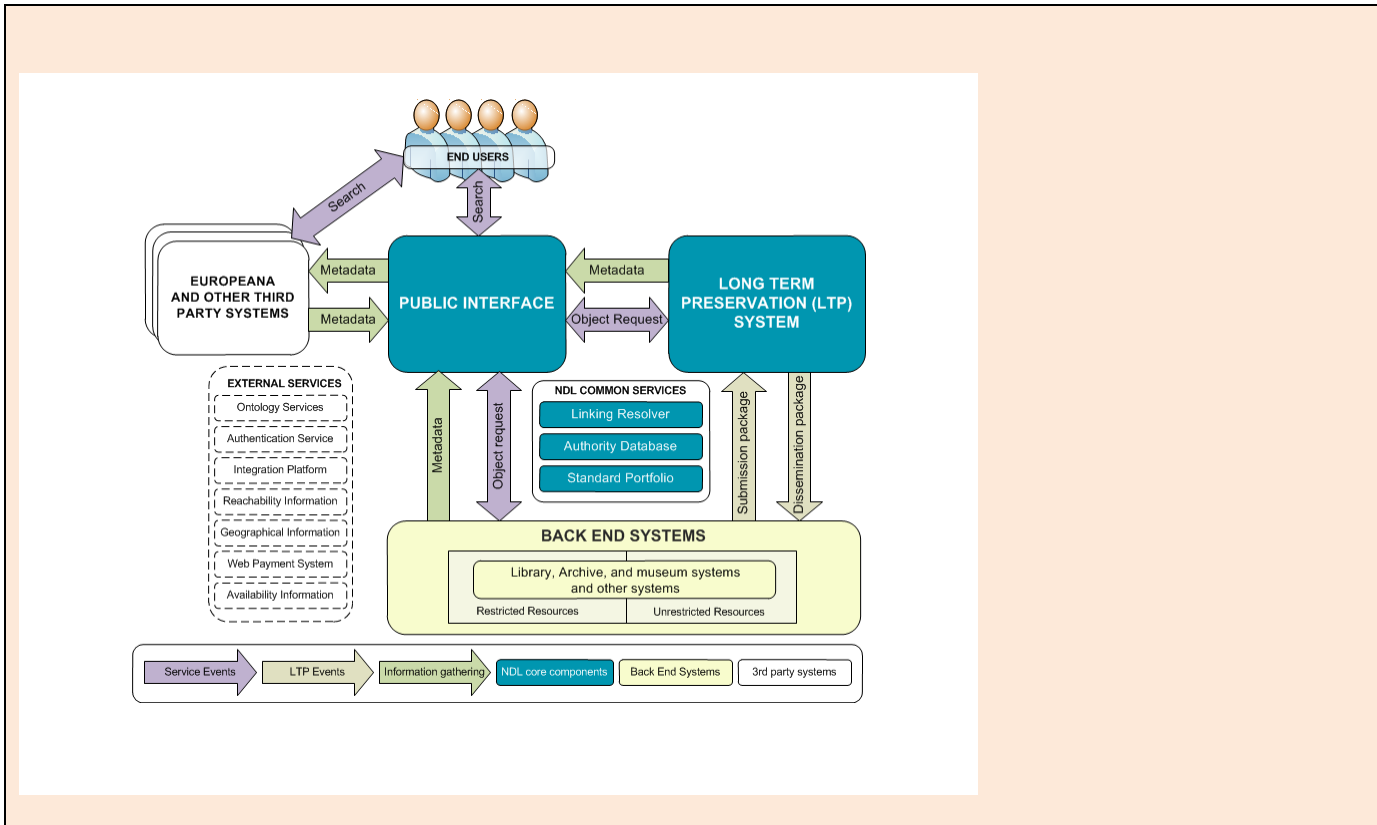 END USERS
Search
Search
EUROPEANA
AND OTHER THIRD
PARTY SYSTEMS
Metadata
Metadata
PUBLIC INTERFACE
Metadata
Object Request
LONG TERM
PRESERVATION (LTP)
SYSTEM
EXTERNAL SERVICES
Ontology Services
Authentication Service
Integration Platform
Reachability Information
Geographical Information
Web Payment System
Availability Information
Metadata
Object request
NDL COMMON SERVICES
Linking Resolver
Authority Database
Standard Portfolio
Submission package
Dissemination package
BACK END SYSTEMS
Library, Archive, and museum systems
and other systems
Restricted Resources
Unrestricted Resources
Service Events
LTP Events
Information gathering
NDL core components
Back End Systems
3rd party systems